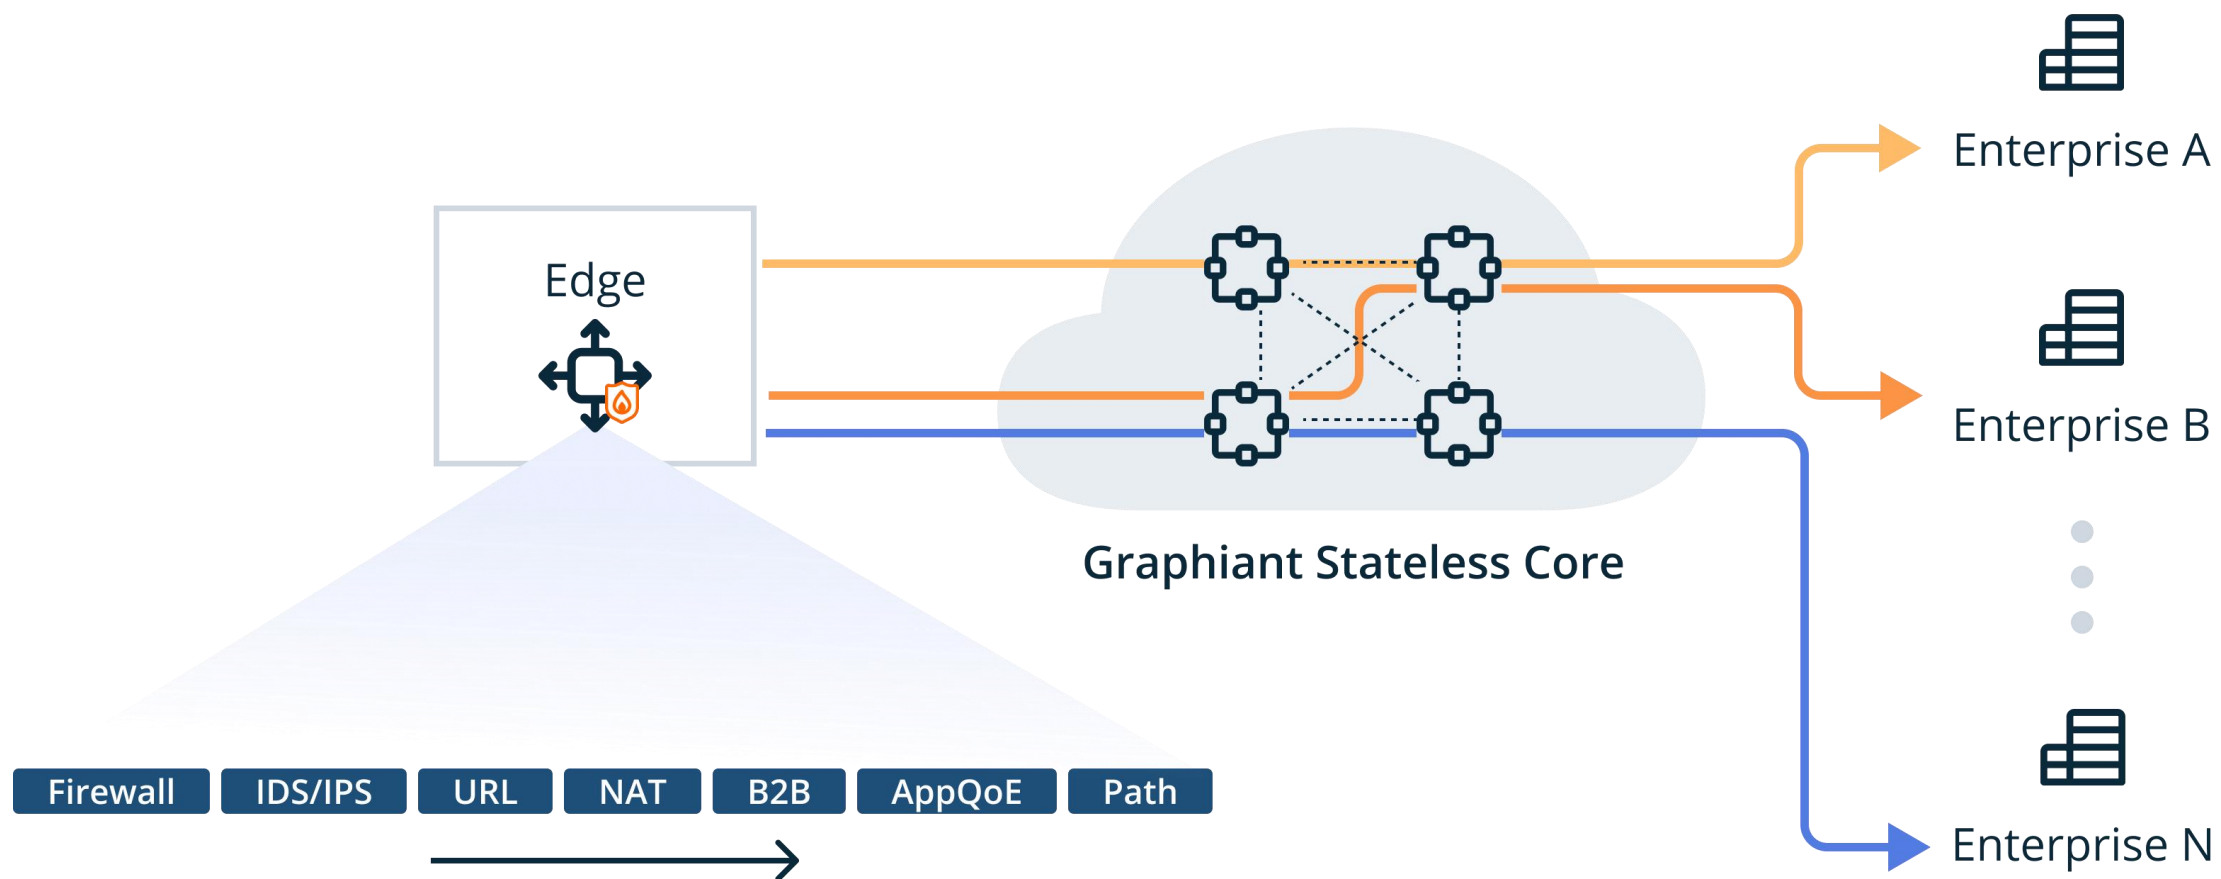 Enterprise A
Edge
Enterprise B
Graphiant Stateless Core
Firewall
IDS/IPS
URL
NAT
B2B
AppQoE
Path
Enterprise N